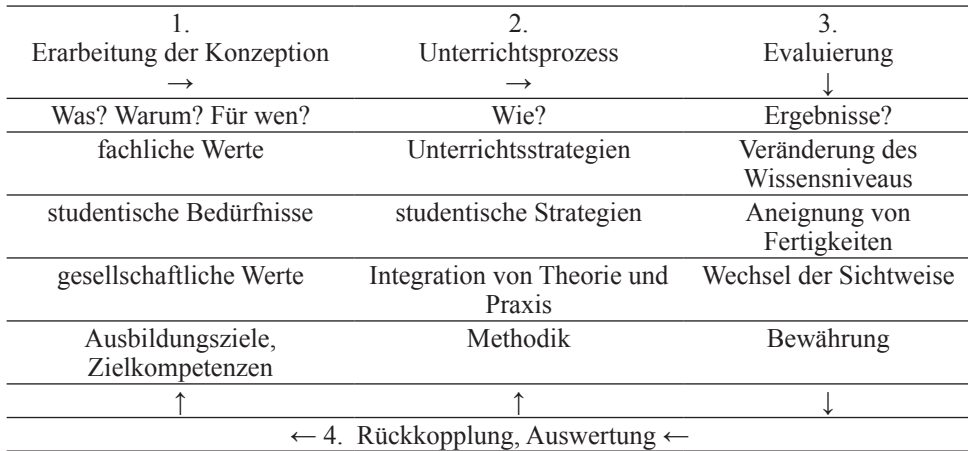 1. 2. 3.
Erarbeitung der Konzeption Unterrichtsprozess Evaluierung
→ → ↓
Was? Warum? Für wen? Wie? Ergebnisse?
fachliche Werte Unterrichtsstrategien Veränderung des
Wissensniveaus
studentische Bedürfnisse studentische Strategien Aneignung von
Fertigkeiten
gesellschaftliche Werte Integration von Theorie und Wechsel der Sichtweise
Praxis
Ausbildungsziele, Methodik Bewährung
Zielkompetenzen
↑ ↑ ↓
← 4. Rückkopplung, Auswertung ←